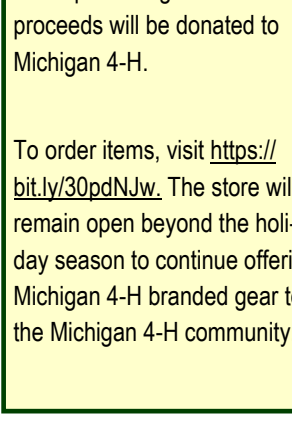 proceeds will be donated to
Michigan 4-H.
To order items, visit https://
bit.ly/30pdNJw. The store wil
remain open beyond the holi-
day season to continue offeri
Michigan 4-H branded gear t
the Michigan 4-H community